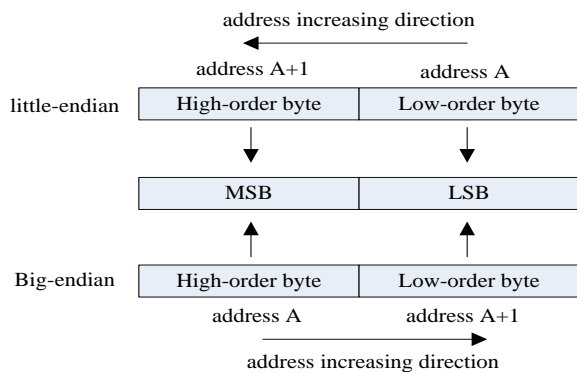 address increasing direction
address A+1 address A
little-endian High-order byte Low-order byte
MSB LSB
Big-endian High-order byte Low-order byte
address A address A+1
address increasing direction